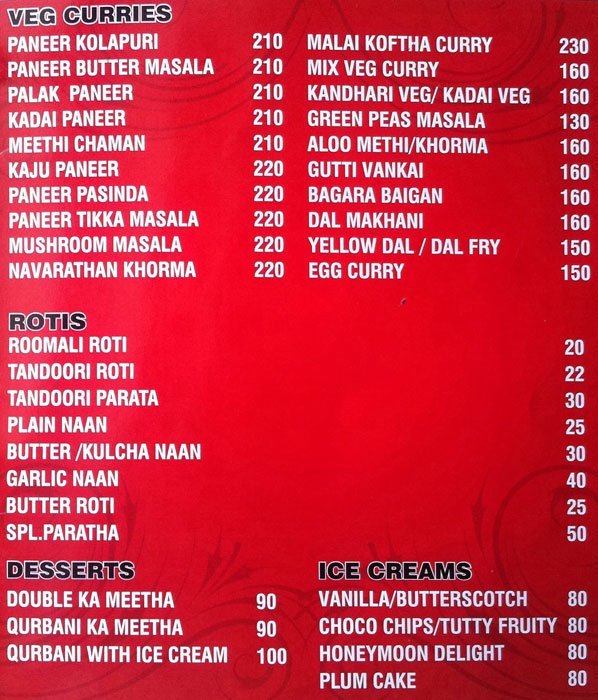 VEG CURRIES
PANEER KOLAPURI 210
PANEER BUTTER MASALA 210
PALAK PANEER 210
KADAI PANEER 210
MEETHI CHAMAN 210
KAJU PANEER 220
PANEER PASINDA 220
PANEER TIKKA MASALA 220
MUSHROOM MASALA 220
NAVARATHAN KHORMA 220
MALAI KOFTHA CURRY 230
MIX VEG CURRY 160
KANDHARI VEG/ KADAI VEG 160
GREEN PEAS MASALA 130
ALOO METHI/KHORMA 160
GUTTI VANKAI 160
BAGARA BAIGAN 160
DAL MAKHANI 160
YELLOW DAL / DAL FRY 150
EGG CURRY 150
ROTIS
ROOMALI ROTI 20
TANDOORI ROTI 22
TANDOORI PARATA 30
PLAIN NAAN 25
BUTTER /KULCHA NAAN 30
GARLIC NAAN 40
BUTTER ROTI 25
SPL.PARATHA 50
DESSERTS
DOUBLE KA MEETHA 90
QURBANI KA MEETHA 90
QURBANI WITH ICE CREAM 100
ICE CREAMS
VANILLA/BUTTERSCOTCH 80
CHOCO CHIPS/TUTTY FRUITY 80
HONEYMOON DELIGHT 80
PLUM CAKE 80